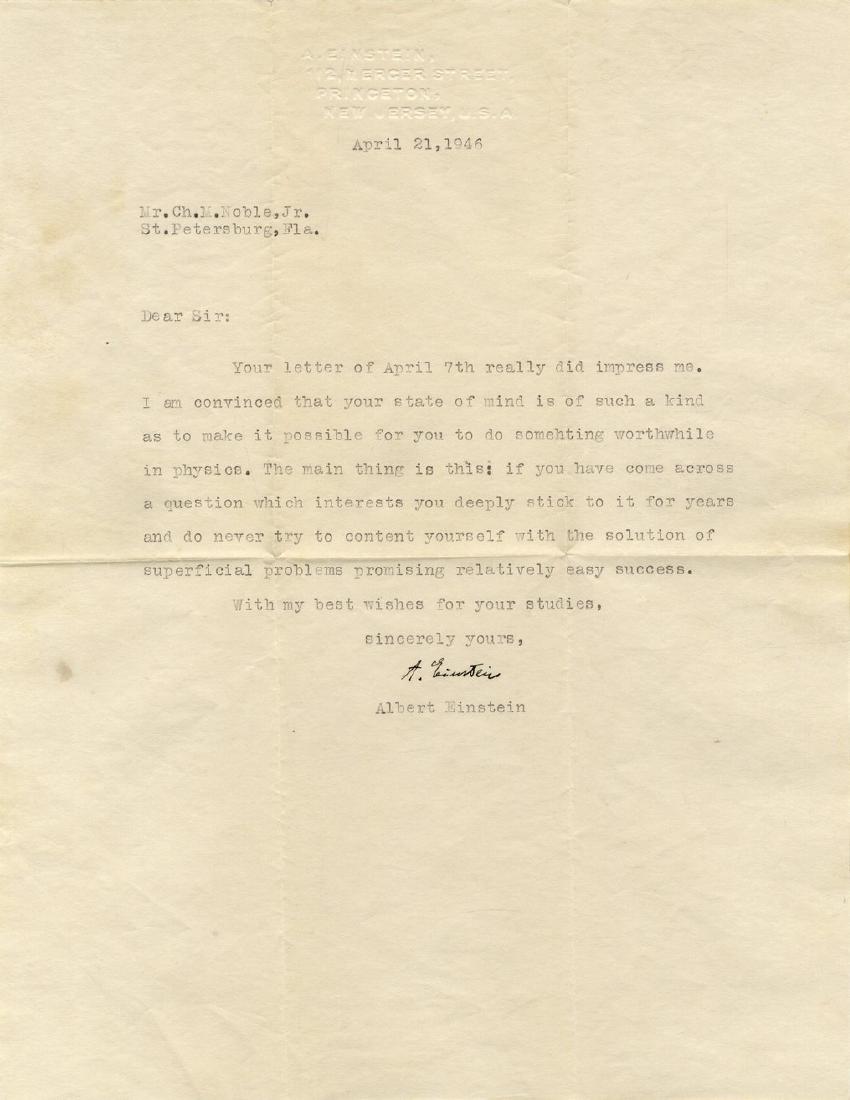 A. EINSTEIN,
112, MERCER STREET,
PRINCETON,
NEW JERSEY, U.S.A.
April 21,1946
Mr.Ch.M.Noble,Jr.
St.Petersburg,Fla.
Dear Sir:
Your letter of April 7th really did impress me.
I am convinced that your state of mind is of such a kind
as to make it possible for you to do somehting worthwhile
in physics. The main thing is this: if you have come across
a question which interests you deeply stick to it for years
and do never try to content yourself with the solution of
superficial problems promising relatively easy success.
With my best wishes for your studies,
sincerely yours,
A. Einstein
Albert Einstein